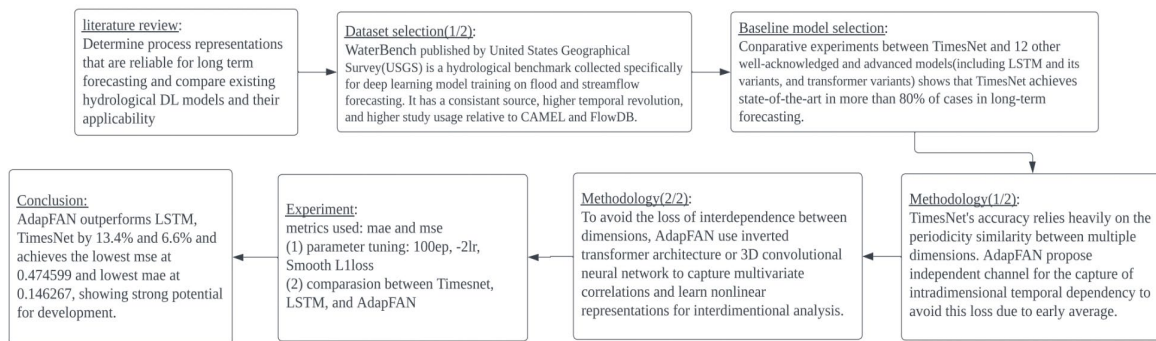 literature review:
Determine process representations
that are reliable for long term
forecasting and compare existing
hydrological DL models and their
applicability
Dataset selection(1/2):
WaterBench published by United States Geographical
Survey(USGS) is a hydrological benchmark collected specifically
for deep learning model training on flood and streamflow
forecasting. It has a consistant source, higher temporal revolution,
and higher study usage relative to CAMEL and FlowDB.
Baseline model selection:
Conparative experiments between TimesNet and 12 other
well-acknowledged and advanced models(including LSTM and its
variants, and transformer variants) shows that TimesNet achieves
state-of-the-art in more than 80% of cases in long-term
forecasting.
Methodology(1/2):
TimesNet's accuracy relies heavily on the
periodicity similarity between multiple
dimensions. AdapFAN propose
independent channel for the capture of
intradimensional temporal dependency to
avoid this loss due to early average.
Methodology(2/2):
To avoid the loss of interdependence between
dimensions, AdapFAN use inverted
transformer architecture or 3D convolutional
neural network to capture multivariate
correlations and learn nonlinear
representations for interdimentional analysis.
Experiment:
metrics used: mae and mse
(1) parameter tuning: 100ep, -2lr,
Smooth L1loss
(2) comparasion between Timesnet,
LSTM, and AdapFAN
Conclusion:
AdapFAN outperforms LSTM,
TimesNet by 13.4% and 6.6% and
achieves the lowest mse at
0.474599 and lowest mae at
0.146267, showing strong potential
for development.